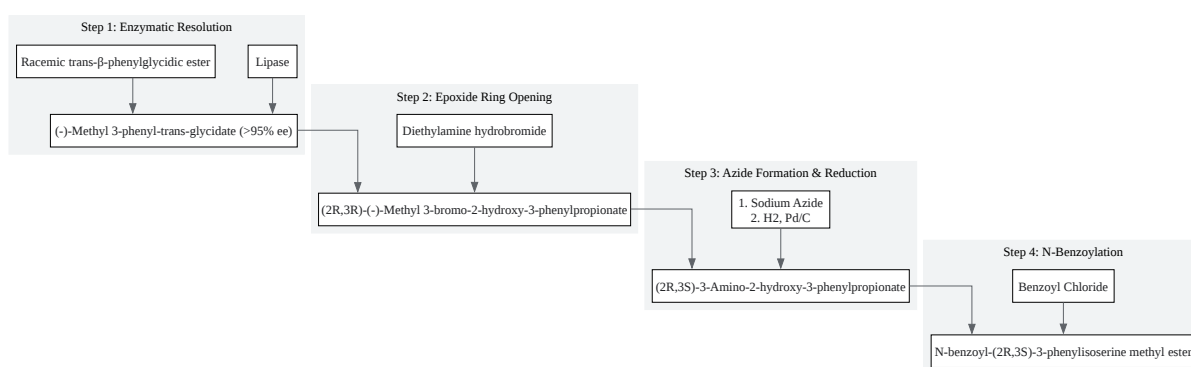 Step 1: Enzymatic Resolution
Racemic trans-β-phenylglycidic ester
Lipase
(-)-Methyl 3-phenyl-trans-glycidate (>95% ee)
Step 2: Epoxide Ring Opening
Diethylamine hydrobromide
(2R,3R)-(-)-Methyl 3-bromo-2-hydroxy-3-phenylpropionate
Step 3: Azide Formation & Reduction
1. Sodium Azide
2. H2, Pd/C
(2R,3S)-3-Amino-2-hydroxy-3-phenylpropionate
Step 4: N-Benzoylation
Benzoyl Chloride
N-benzoyl-(2R,3S)-3-phenylisoserine methyl ester